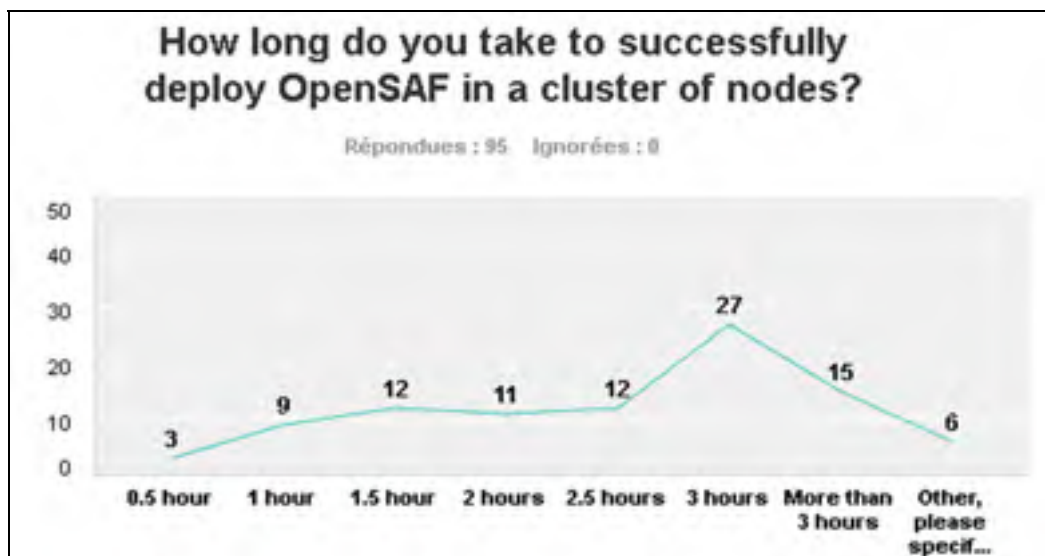 How long do you take to successfully
deploy OpenSAF in a cluster of nodes?
Répondues : 95 Ignorées : 0
50
40
30
20
10
0
3
9
12
11
12
27
15
6
0.5 hour
1 hour
1.5 hour
2 hours
2.5 hours
3 hours
More than
3 hours
Other,
please
specif...